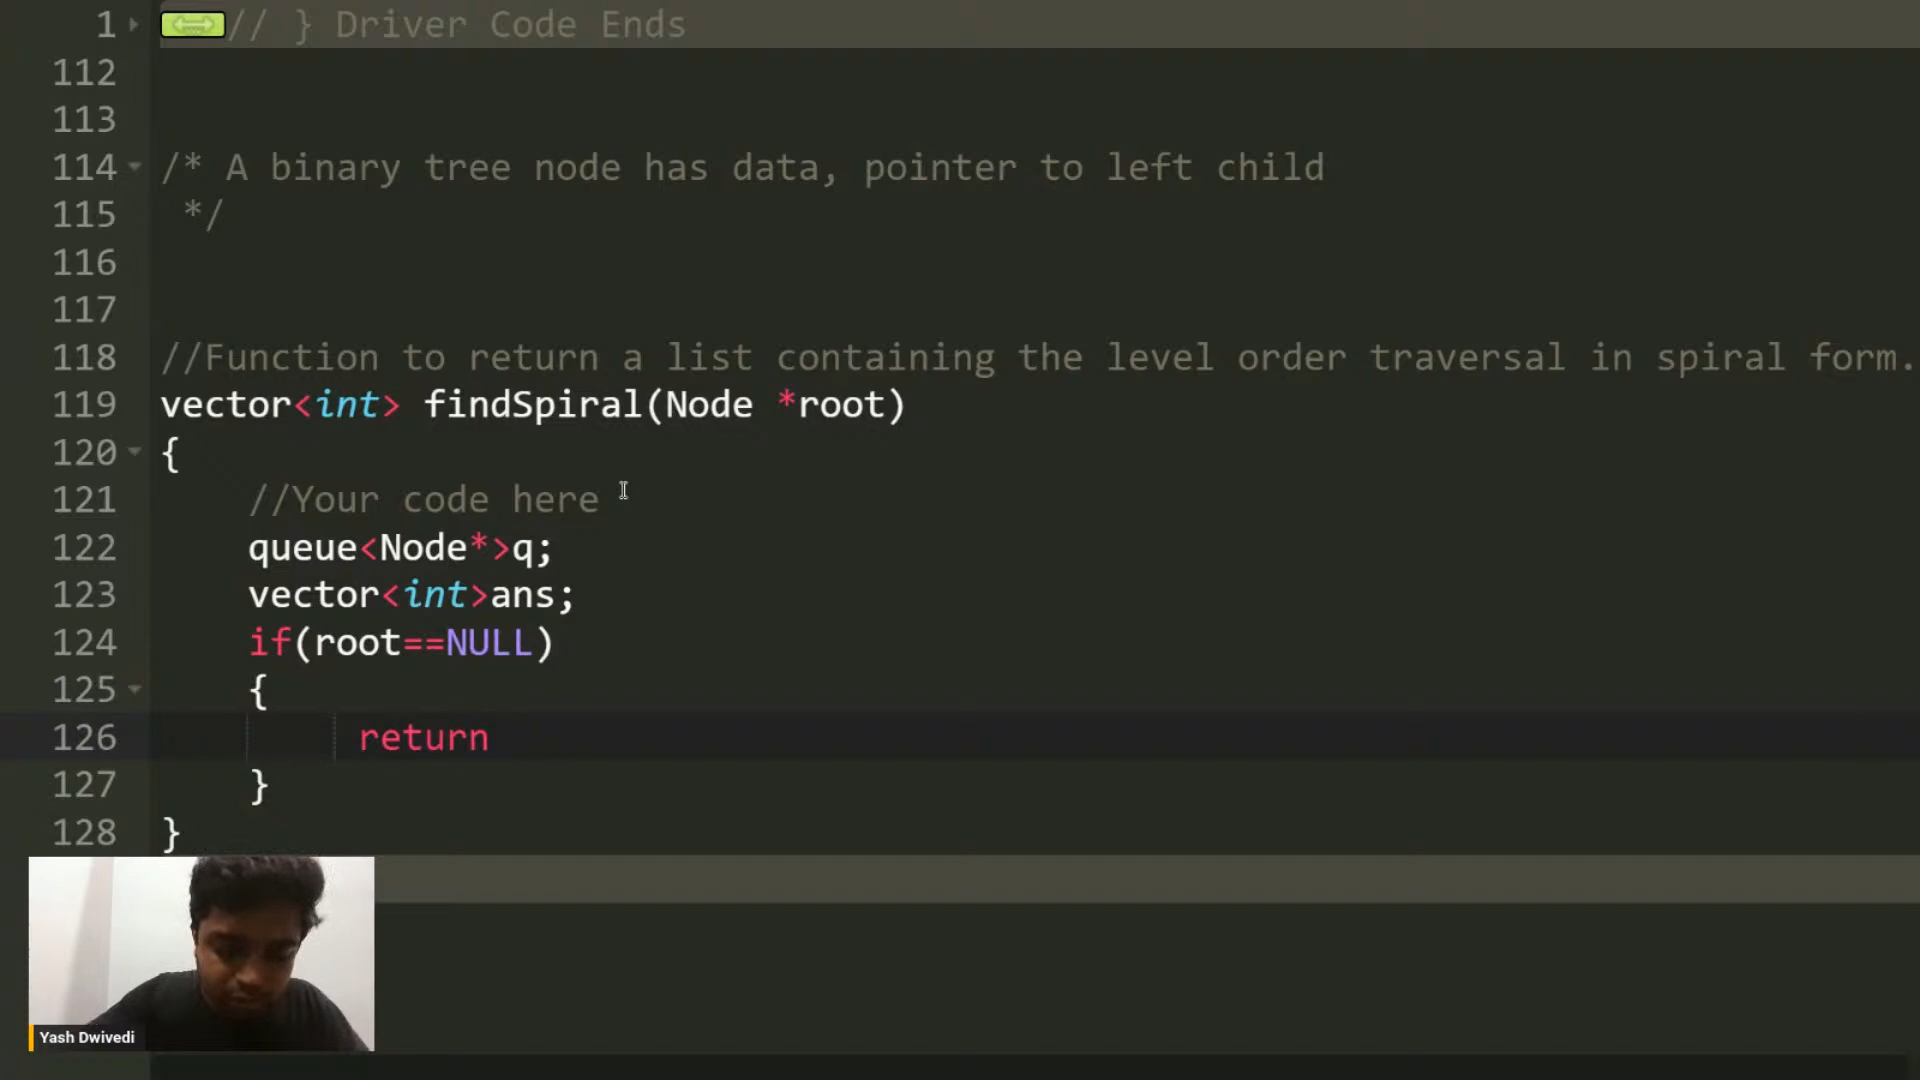 1 // } Driver Code Ends
112
113
114 /* A binary tree node has data, pointer to left child
115 */
116
117
118 //Function to return a list containing the level order traversal in spiral form.
119 vector<int> findSpiral(Node *root)
120 {
121 //Your code here
122 queue<Node*>q;
123 vector<int>ans;
124 if(root==NULL)
125 {
126 return
127 }
128 }
Yash Dwivedi